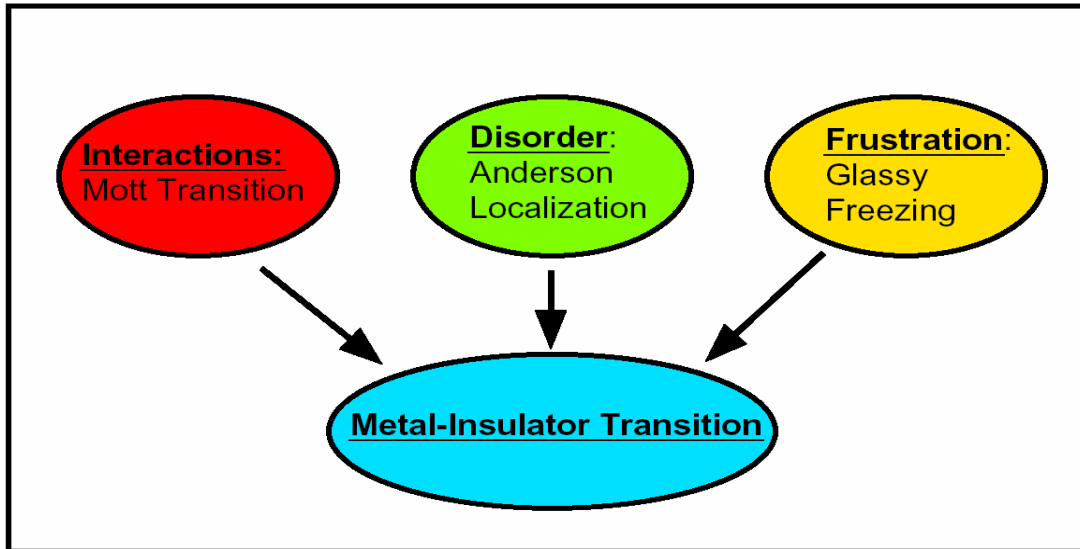 Interactions:
Mott Transition
Disorder:
Anderson
Localization
Frustration:
Glassy
Freezing
Metal-Insulator Transition